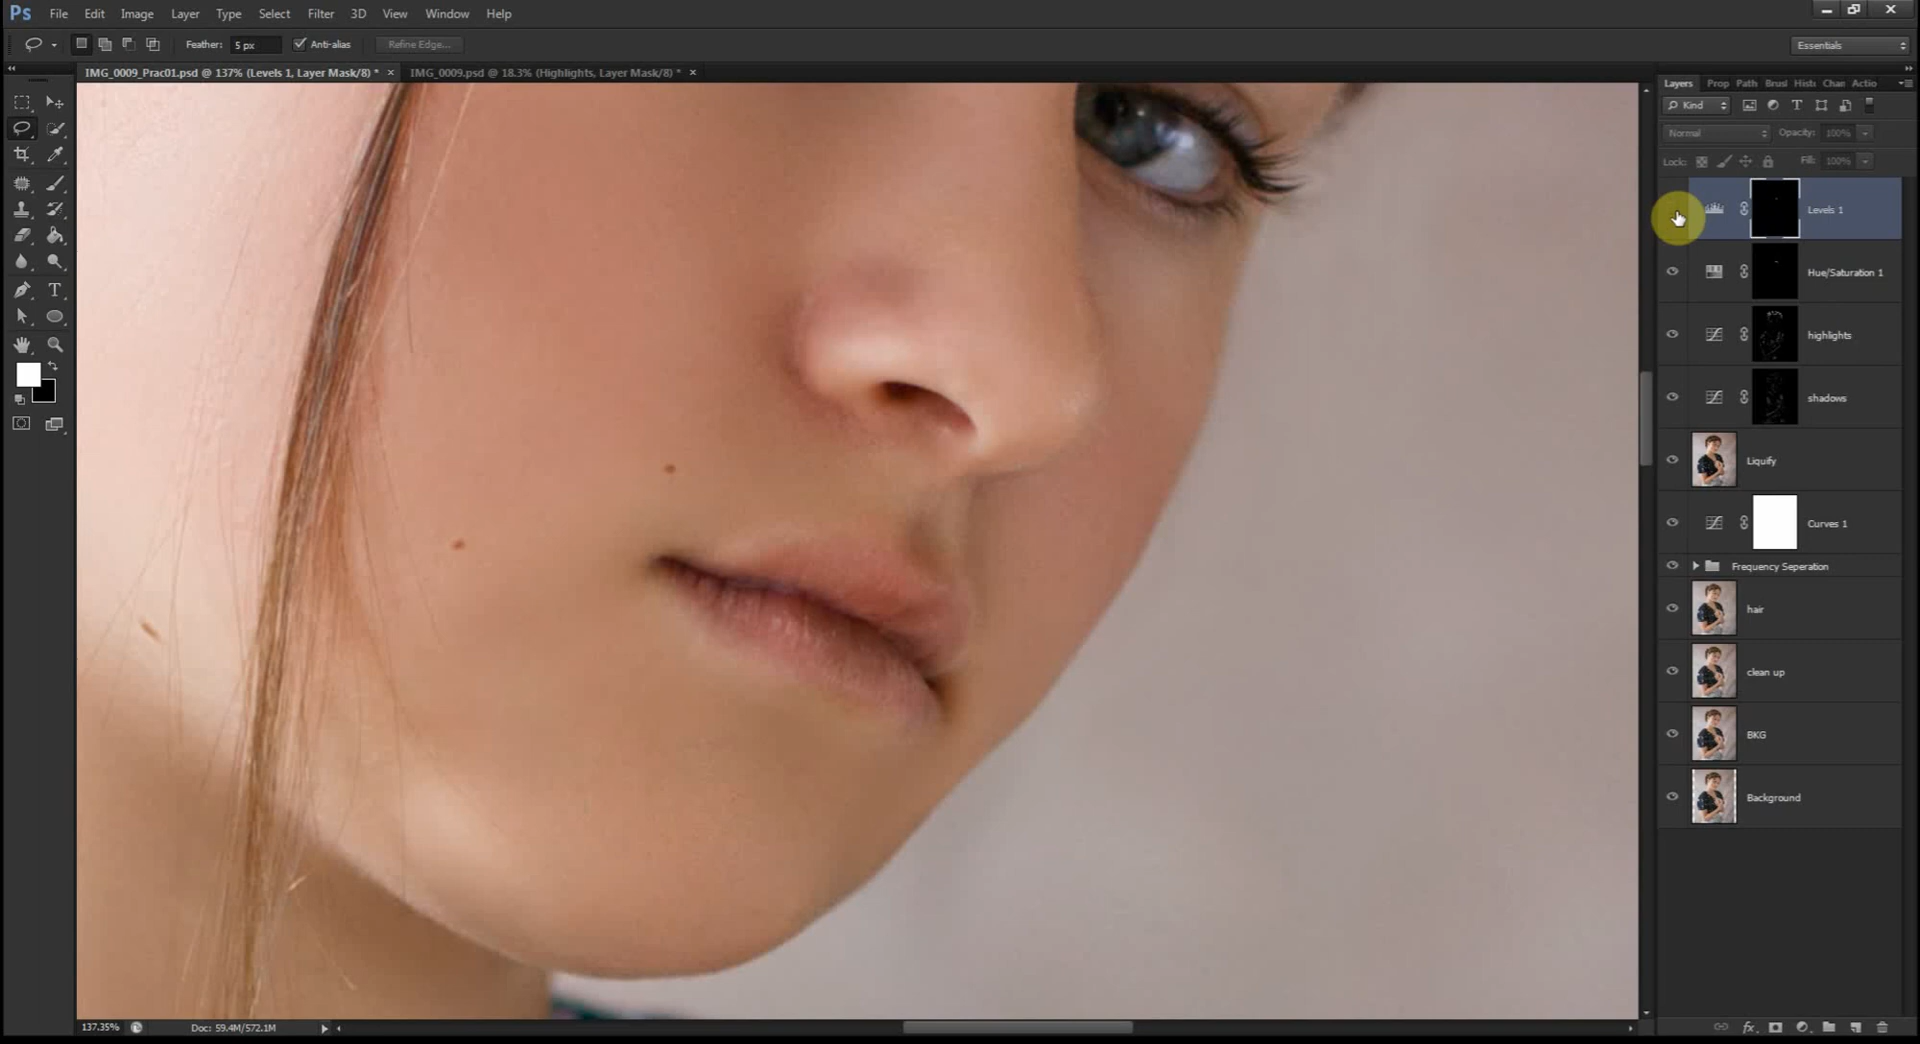 Ps File Edit Image Layer Type Select Filter 3D View Window Help
Feather: 5 px Anti-alias Refine Edge... Essentials
IMG_0009_Prac01.psd @ 137% (Levels 1, Layer Mask/8) * × IMG_0009.psd @ 18.3% (Highlights, Layer Mask/8) * ×
Layers Prop Path Brus Histo Chan Actio
Kind
Normal Opacity: 100%
Lock: Fill: 100%
Levels 1
Hue/Saturation 1
highlights
shadows
Liquify
Curves 1
Frequency Seperation
hair
clean up
BKG
Background
137.35% Doc: 59.4M/572.1M